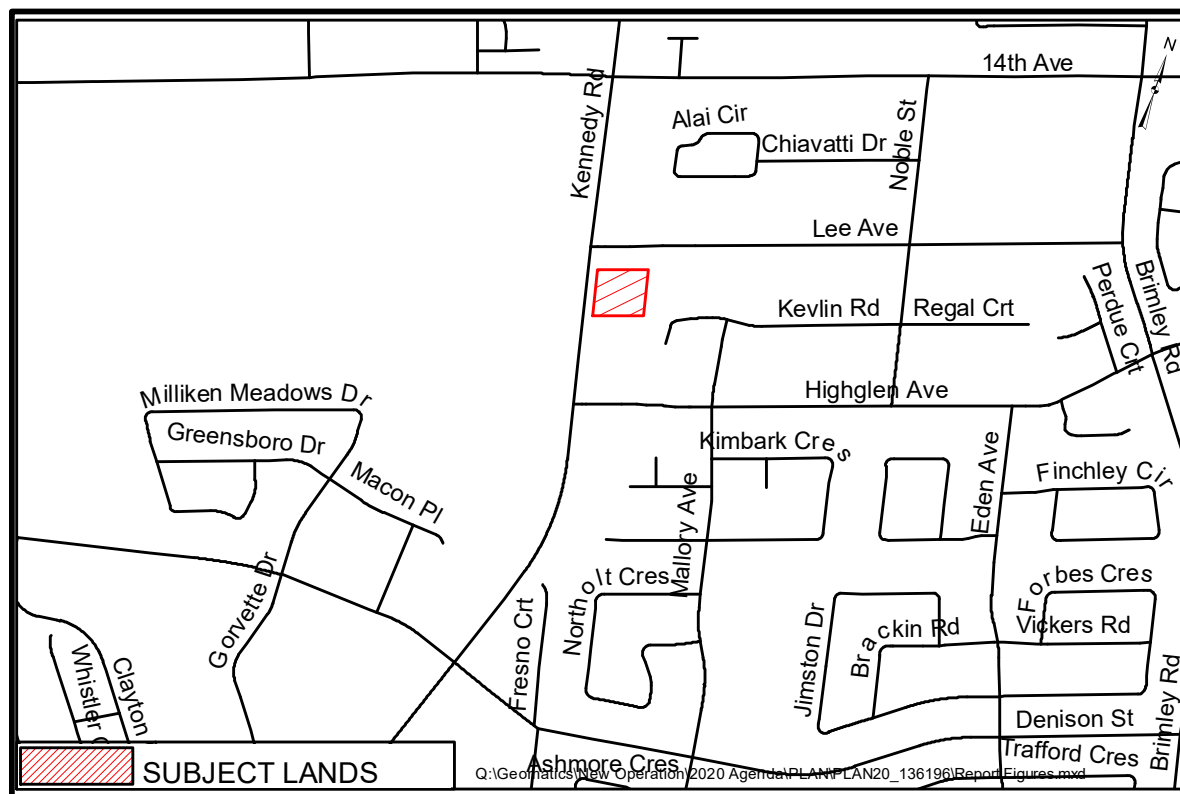 N
14th Ave
Kennedy Rd
Alai Cir
Chiavatti Dr
Noble St
Lee Ave
Kevlin Rd
Regal Crt
Perdue Crt
Brimley Rd
Highglen Ave
Milliken Meadows Dr
Greensboro Dr
Macon Pl
Kimbark Cres
Mallory Ave
Eden Ave
Finchley Cir
Gorvette Dr
Northolt Cres
Fresno Crt
Forbes Cres
Jimston Dr
Brackin Rd
Vickers Rd
Whistler
Clayton
Brimley Rd
Denison St
Trafford Cres
Ashmore Cres
SUBJECT LANDS
Q:\Geomatics\New Operation\2020 Agenda\PLAN\PLAN20_136196\Report Figures.mxd